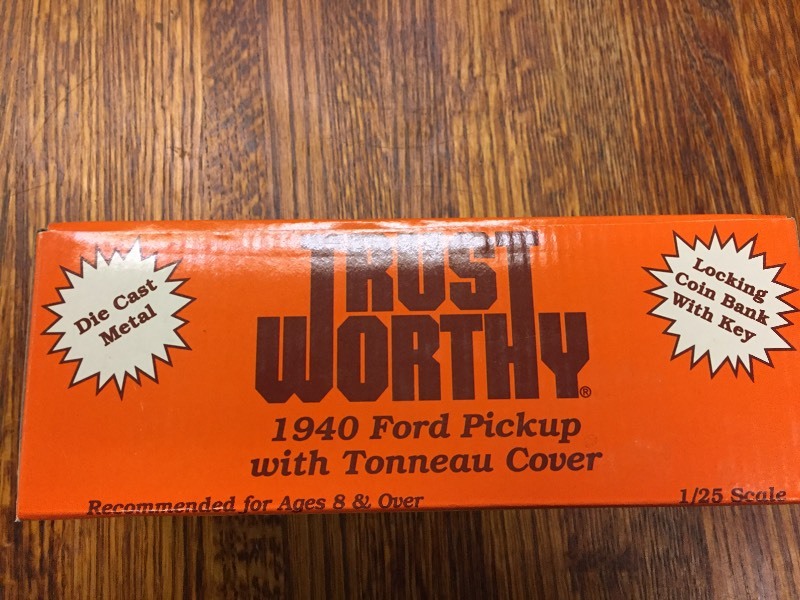 Die Cast
Metal
TRUST
WORTHY®
1940 Ford Pickup
with Tonneau Cover
Locking
Coin Bank
With Key
Recommended for Ages 8 & Over
1/25 Scale